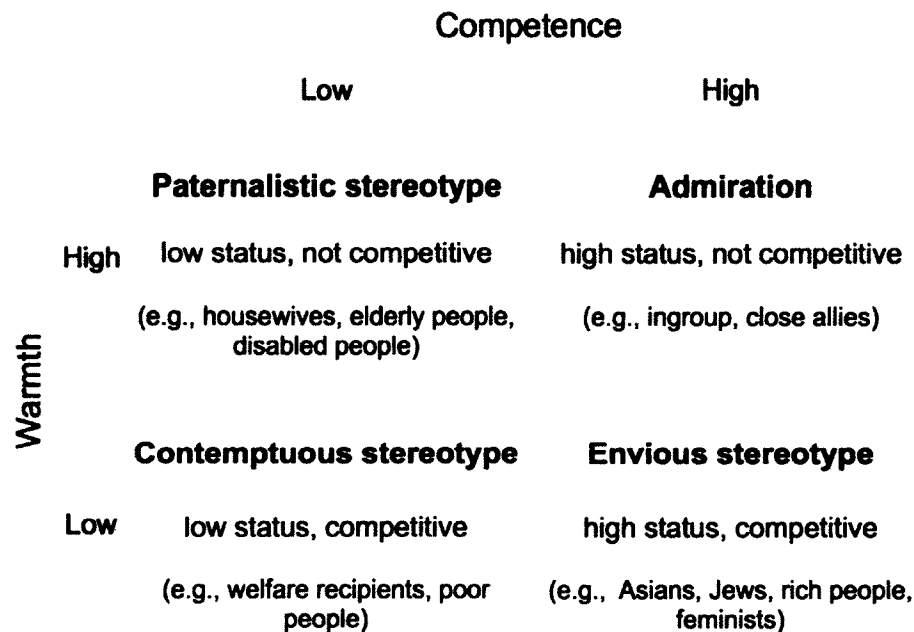 Competence
Low High
Paternalistic stereotype Admiration
High low status, not competitive high status, not competitive
(e.g., housewives, elderly people, (e.g., ingroup, close allies)
disabled people)
Warmth
Contemptuous stereotype Envious stereotype
Low low status, competitive high status, competitive
(e.g., welfare recipients, poor (e.g., Asians, Jews, rich people,
people) feminists)